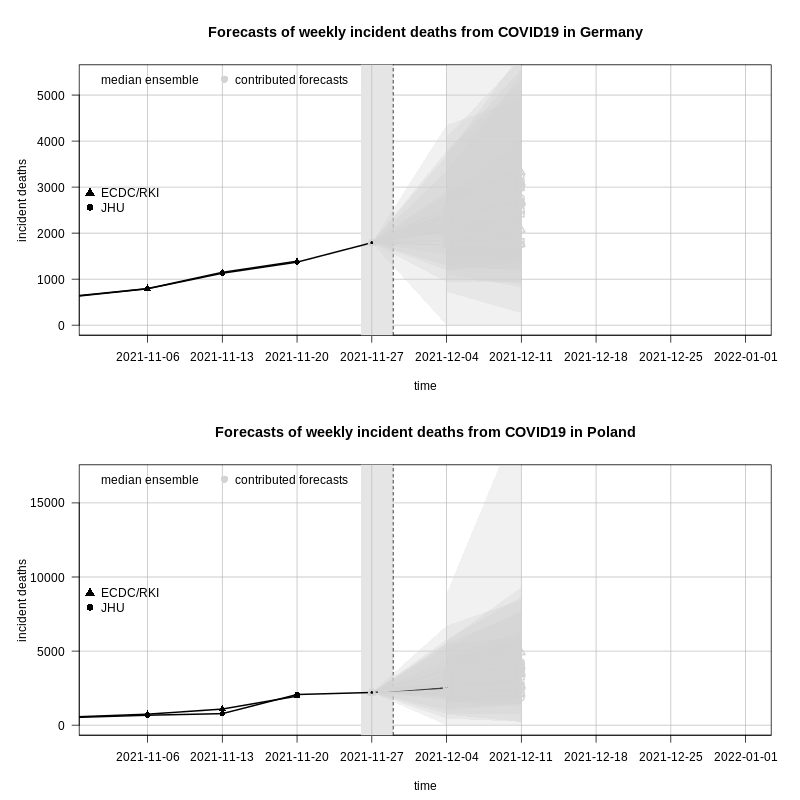 Forecasts of weekly incident deaths from COVID19 in Germany
median ensemble contributed forecasts
5000
4000
3000
2000
1000
0
incident deaths
ECDC/RKI
JHU
2021-11-06 2021-11-13 2021-11-20 2021-11-27 2021-12-04 2021-12-11 2021-12-18 2021-12-25 2022-01-01
time
Forecasts of weekly incident deaths from COVID19 in Poland
median ensemble contributed forecasts
15000
10000
5000
0
incident deaths
ECDC/RKI
JHU
2021-11-06 2021-11-13 2021-11-20 2021-11-27 2021-12-04 2021-12-11 2021-12-18 2021-12-25 2022-01-01
time